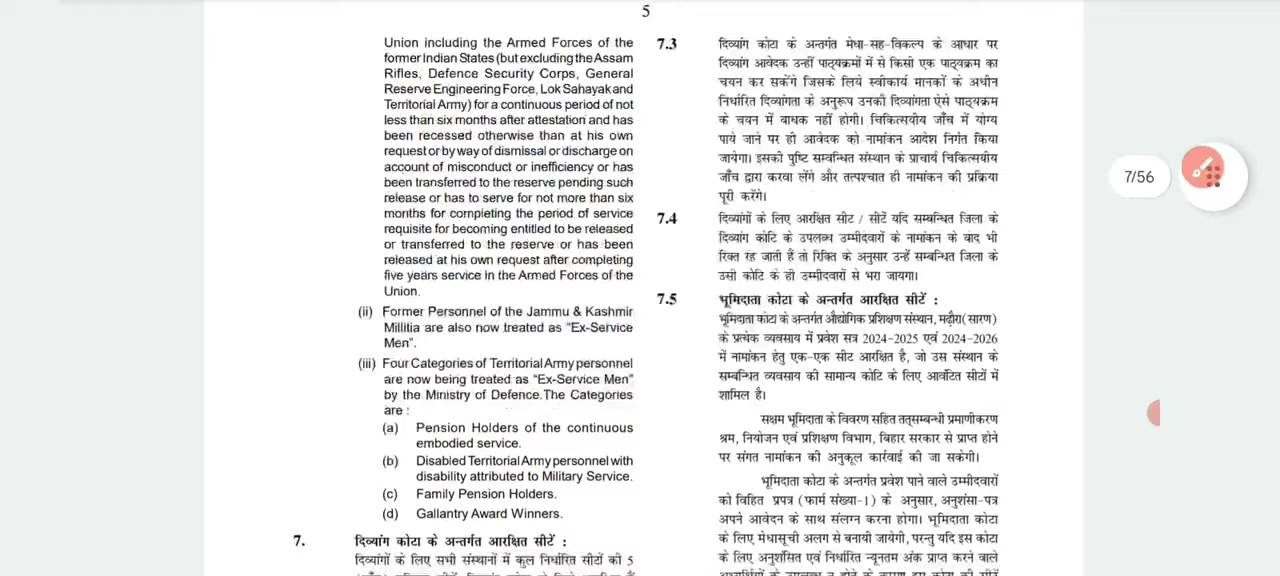 5
Union including the Armed Forces of the
former Indian States (but excluding the Assam
Rifles, Defence Security Corps, General
Reserve Engineering Force, Lok Sahayak and
Territorial Army) for a continuous period of not
less than six months after attestation and has
been recessed otherwise than at his own
request or by way of dismissal or discharge on
account of misconduct or inefficiency or has
been transferred to the reserve pending such
release or has to serve for not more than six
months for completing the period of service
requisite for becoming entitled to be released
or transferred to the reserve or has been
released at his own request after completing
five years service in the Armed Forces of the
Union.
(ii) Former Personnel of the Jammu & Kashmir
Millitia are also now treated as “Ex-Service
Men”.
(iii) Four Categories of Territorial Army personnel
are now being treated as “Ex-Service Men”
by the Ministry of Defence.The Categories
are :
(a) Pension Holders of the continuous
embodied service.
(b) Disabled Territorial Army personnel with
disability attributed to Military Service.
(c) Family Pension Holders.
(d) Gallantry Award Winners.
7. दिव्यांग कोटा के अन्तर्गत आरक्षित सीटें :
दिव्यांगों के लिए सभी संस्थानों में कुल निर्धारित सीटों की 5
7.3 दिव्यांग कोटा के अन्तर्गत मेधा-सह-विकल्प के आधार पर
दिव्यांग आवेदक उन्हीं पाठ्यक्रमों में से किसी एक पाठ्यक्रम का
चयन कर सकेंगे जिसके लिये स्वीकार्य मानकों के अधीन
निर्धारित दिव्यांगता के अनुरूप उनकी दिव्यांगता ऐसे पाठ्यक्रम
के चयन में बाधक नहीं होगी। चिकित्सयीय जाँच में योग्य
पाये जाने पर ही आवेदक को नामांकन आदेश निर्गत किया
जायेगा। इसकी पुष्टि सम्बन्धित संस्थान के प्राचार्य चिकित्सयीय
जाँच द्वारा करवा लेंगे और तत्पश्चात ही नामांकन की प्रक्रिया
पूरी करेंगे।
7.4 दिव्यांगों के लिए आरक्षित सीट / सीटें यदि सम्बन्धित जिला के
दिव्यांग कोटि के उपलब्ध उम्मीदवारों के नामांकन के वाद भी
रिक्त रह जाती हैं तो रिक्ति के अनुसार उन्हें सम्बन्धित जिला के
उसी कोटि के ही उम्मीदवारों से भरा जायगा।
7.5 भूमिदाता कोटा के अन्तर्गत आरक्षित सीटें :
भूमिदाता कोटा के अन्तर्गत औद्योगिक प्रशिक्षण संस्थान, मढ़ौरा(सारण)
के प्रत्येक व्यवसाय में प्रवेश सत्र 2024-2025 एवं 2024-2026
में नामांकन हेतु एक-एक सीट आरक्षित है, जो उस संस्थान के
सम्बन्धित व्यवसाय की सामान्य कोटि के लिए आवंटित सीटों में
शामिल है।
सक्षम भूमिदाता के विवरण सहित तत्सम्बन्धी प्रमाणीकरण
श्रम, नियोजन एवं प्रशिक्षण विभाग, बिहार सरकार से प्राप्त होने
पर संगत नामांकन की अनुकूल कार्रवाई की जा सकेगी।
भूमिदाता कोटा के अन्तर्गत प्रवेश पाने वाले उम्मीदवारों
को विहित प्रपत्र (फार्म संख्या-1) के अनुसार, अनुशंसा-पत्र
अपने आवेदन के साथ संलग्न करना होगा। भूमिदाता कोटा
के लिए मेधासूची अलग से बनायी जायेगी, परन्तु यदि इस कोटा
के लिए अनुशंसित एवं निर्धारित न्यूनतम अंक प्राप्त करने वाले
7/56